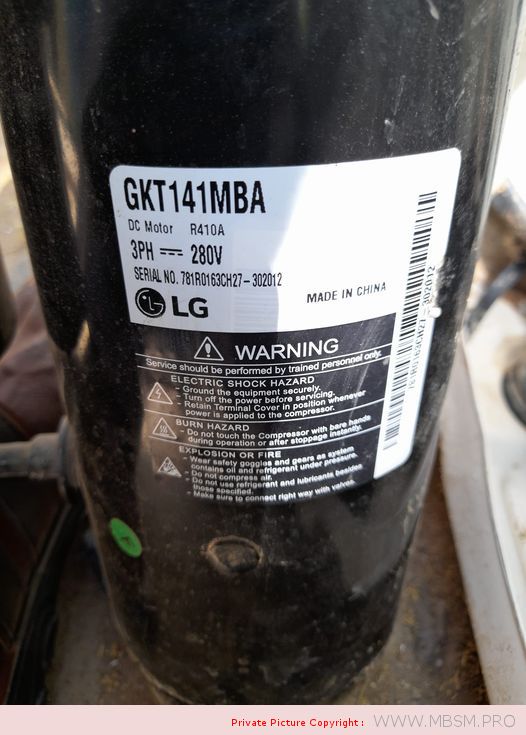 GKT141MBA
DC Motor R410A
3PH 280V
SERIAL NO. 781R0163CH27-302012
LG
MADE IN CHINA
781R0163CH27-302012
WARNING
Service should be performed by trained personnel only.
ELECTRIC SHOCK HAZARD
- Ground the equipment securely.
- Turn off the power before servicing.
- Retain Terminal Cover in position whenever
power is applied to the compressor.
BURN HAZARD
- Do not touch the Compressor with bare hands
during operation or after stoppage instantly.
EXPLOSION OR FIRE
- Wear safety goggles and gears as system
contains oil and refrigerant under pressure.
- Do not compress air.
- Do not use refrigerant and lubricants besides
those specified.
- Make sure to connect right way with valves.
Private Picture Copyright : WWW.MBSM.PRO